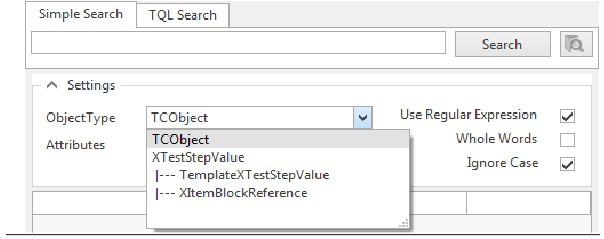 Simple Search TQL Search
Search
Settings
ObjectType TCObject Use Regular Expression
Attributes TCObject Whole Words
XTestStepValue Ignore Case
|--- TemplateXTestStepValue
|--- XItemBlockReference